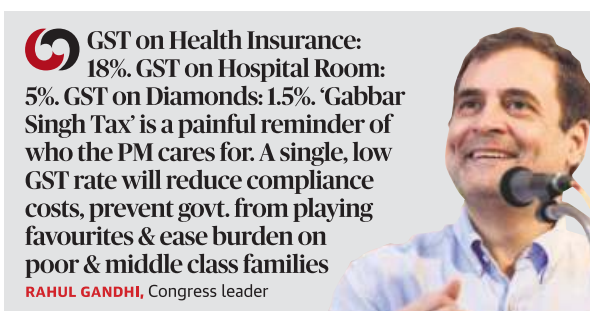 GST on Health Insurance:
18%. GST on Hospital Room:
5%. GST on Diamonds: 1.5%. ‘Gabbar
Singh Tax’ is a painful reminder of
who the PM cares for. A single, low
GST rate will reduce compliance
costs, prevent govt. from playing
favourites & ease burden on
poor & middle class families
RAHUL GANDHI, Congress leader